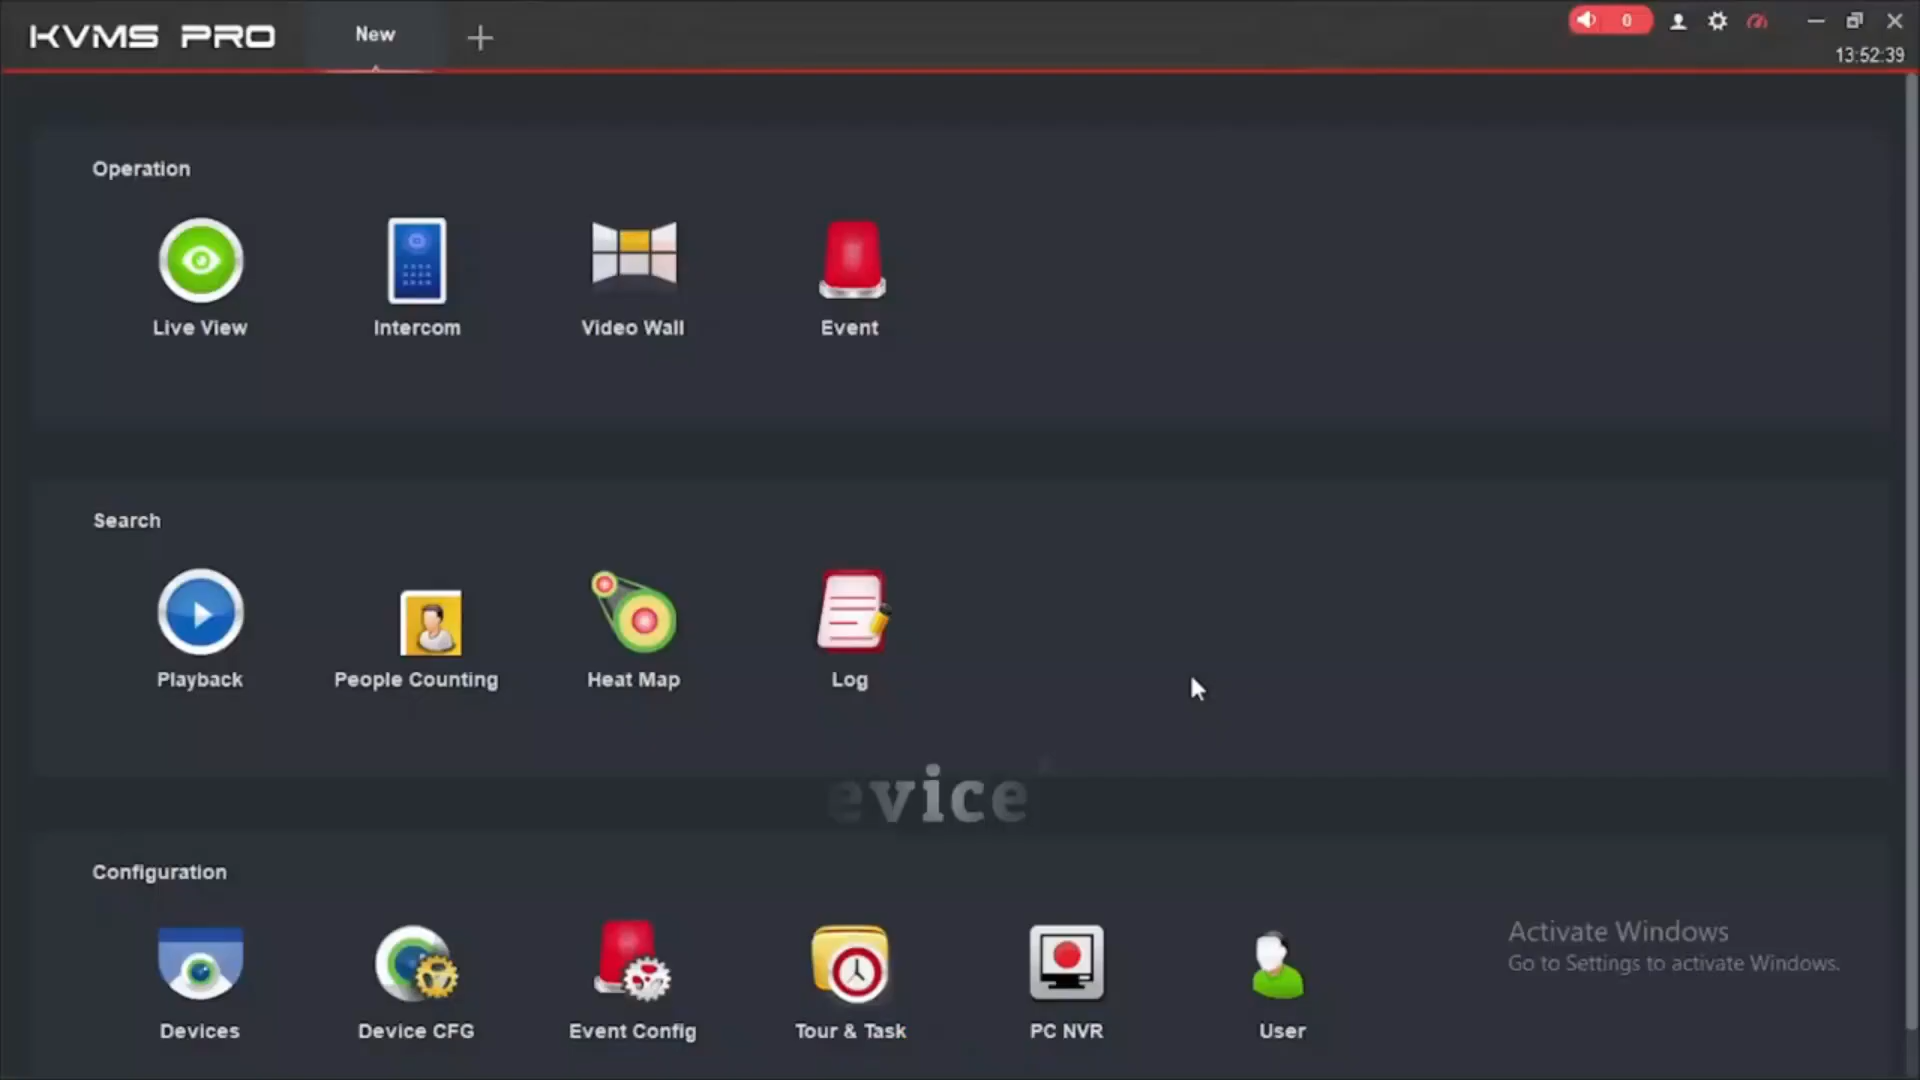 KVMS PRO
New
0
13:52:39
Operation
Live View
Intercom
Video Wall
Event
Search
Playback
People Counting
Heat Map
Log
evice
Configuration
Devices
Device CFG
Event Config
Tour & Task
PC NVR
User
Activate Windows
Go to Settings to activate Windows.